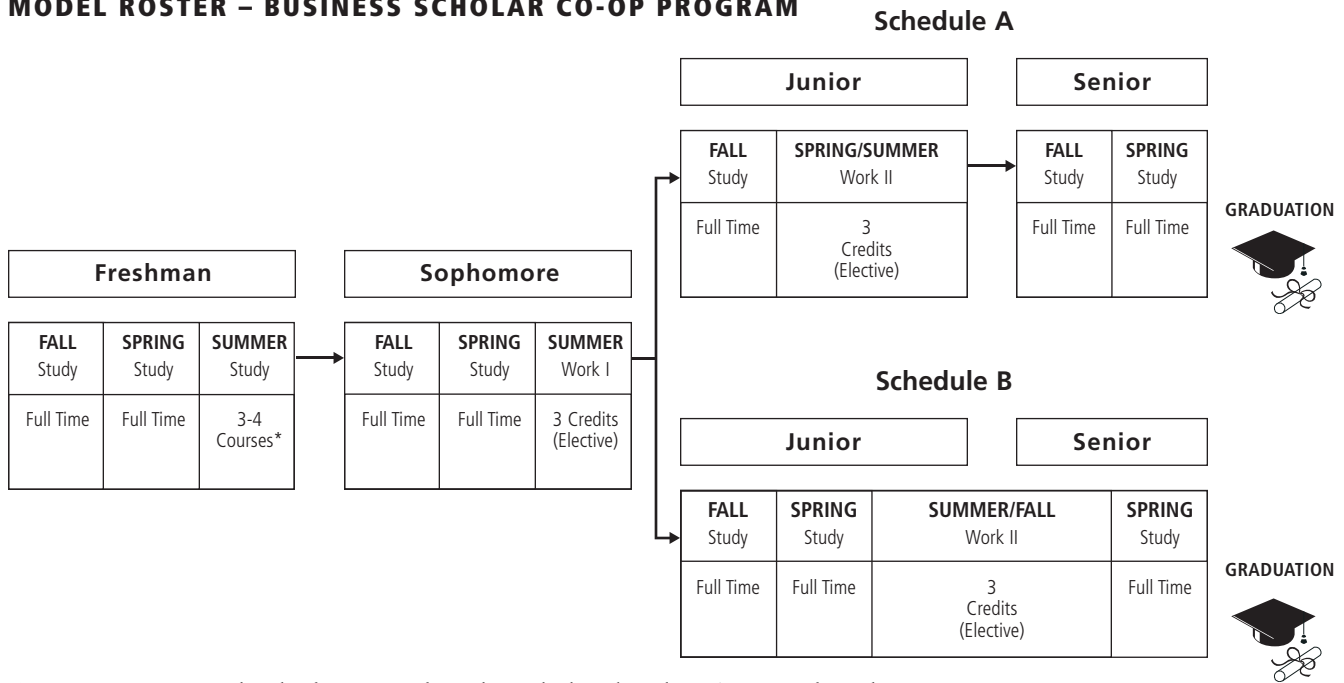 MODEL ROSTER – BUSINESS SCHOLAR CO-OP PROGRAM
Freshman
FALL SPRING SUMMER
Study Study Study
Full Time Full Time 3-4
Courses*
Sophomore
FALL SPRING SUMMER
Study Study Work I
Full Time Full Time 3 Credits
(Elective)
Schedule A
Junior Senior
FALL SPRING/SUMMER FALL SPRING
Study Work II Study Study
Full Time 3 Full Time Full Time
Credits
(Elective)
GRADUATION
Schedule B
Junior Senior
FALL SPRING SUMMER/FALL SPRING
Study Study Work II Study
Full Time Full Time 3 Full Time
Credits
(Elective)
GRADUATION